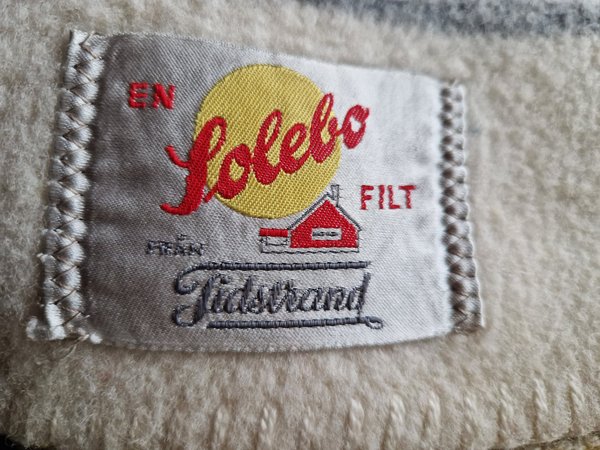 EN
Solebo
FILT
FRÅN
Tidstrand